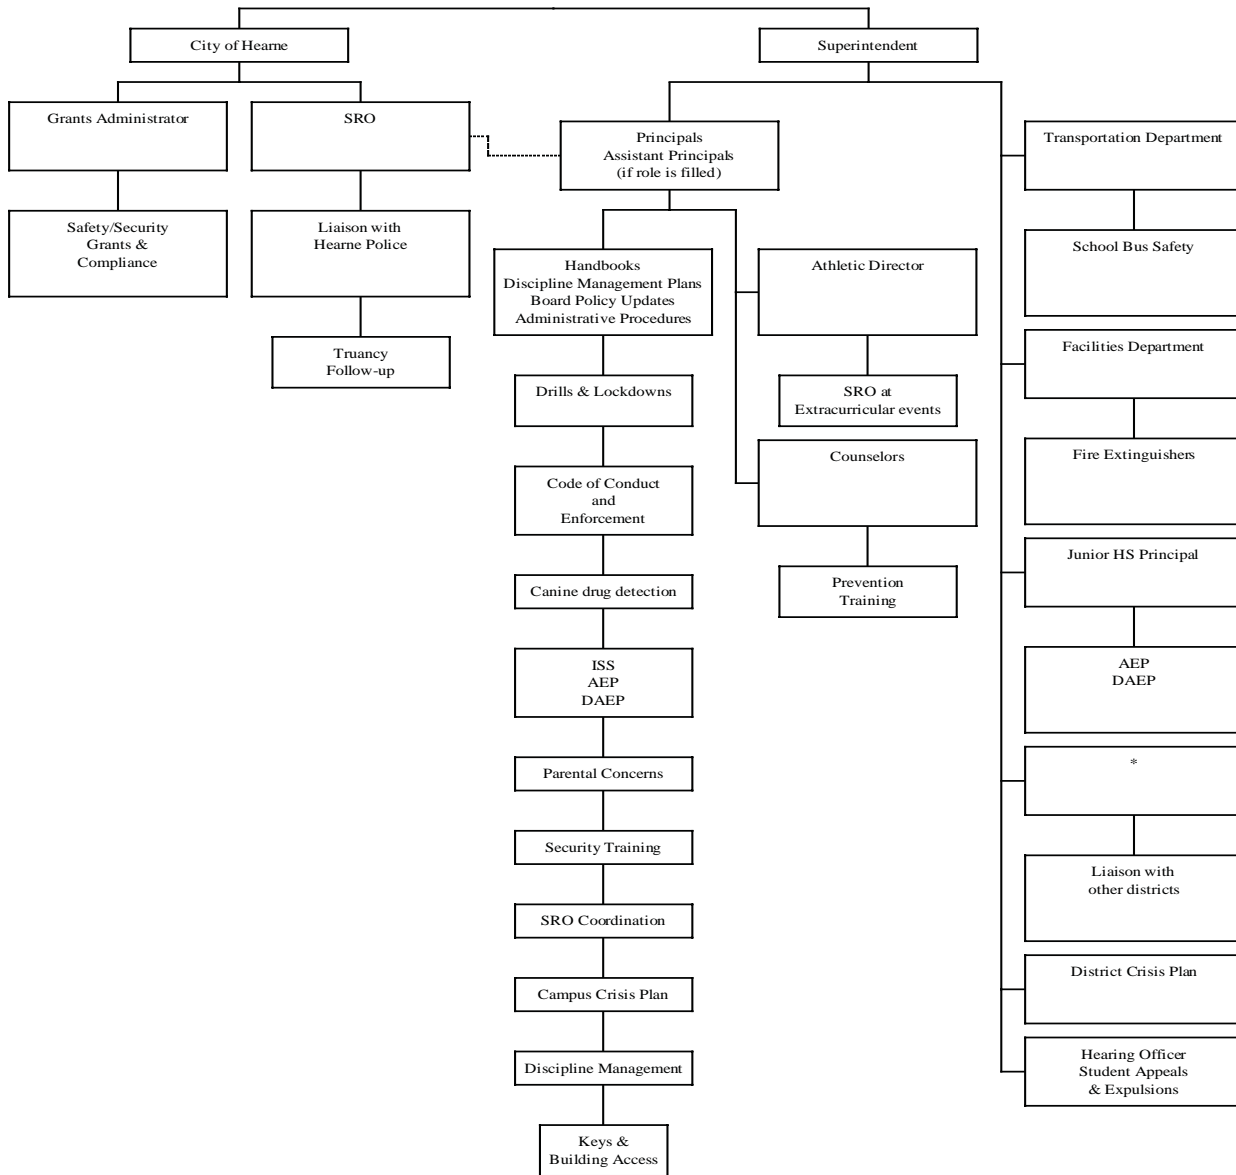 City of Hearne
Superintendent
Grants Administrator
SRO
Principals
Assistant Principals
(if role is filled)
Transportation Department
Safety/Security
Grants &
Compliance
Liaison with
Hearne Police
Truancy
Follow-up
Handbooks
Discipline Management Plans
Board Policy Updates
Administrative Procedures
Drills & Lockdowns
Code of Conduct
and
Enforcement
Canine drug detection
ISS
AEP
DAEP
Parental Concerns
Security Training
SRO Coordination
Campus Crisis Plan
Discipline Management
Keys &
Building Access
Athletic Director
SRO at
Extracurricular events
Counselors
Prevention
Training
School Bus Safety
Facilities Department
Fire Extinguishers
Junior HS Principal
AEP
DAEP
*
Liaison with
other districts
District Crisis Plan
Hearing Officer
Student Appeals
& Expulsions